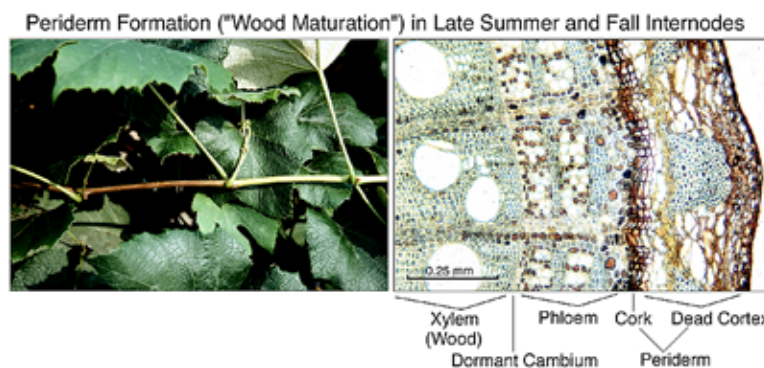 Periderm Formation ("Wood Maturation") in Late Summer and Fall Internodes
0.25 mm
Xylem Phloem Cork Dead Cortex
(Wood)
Dormant Cambium Periderm